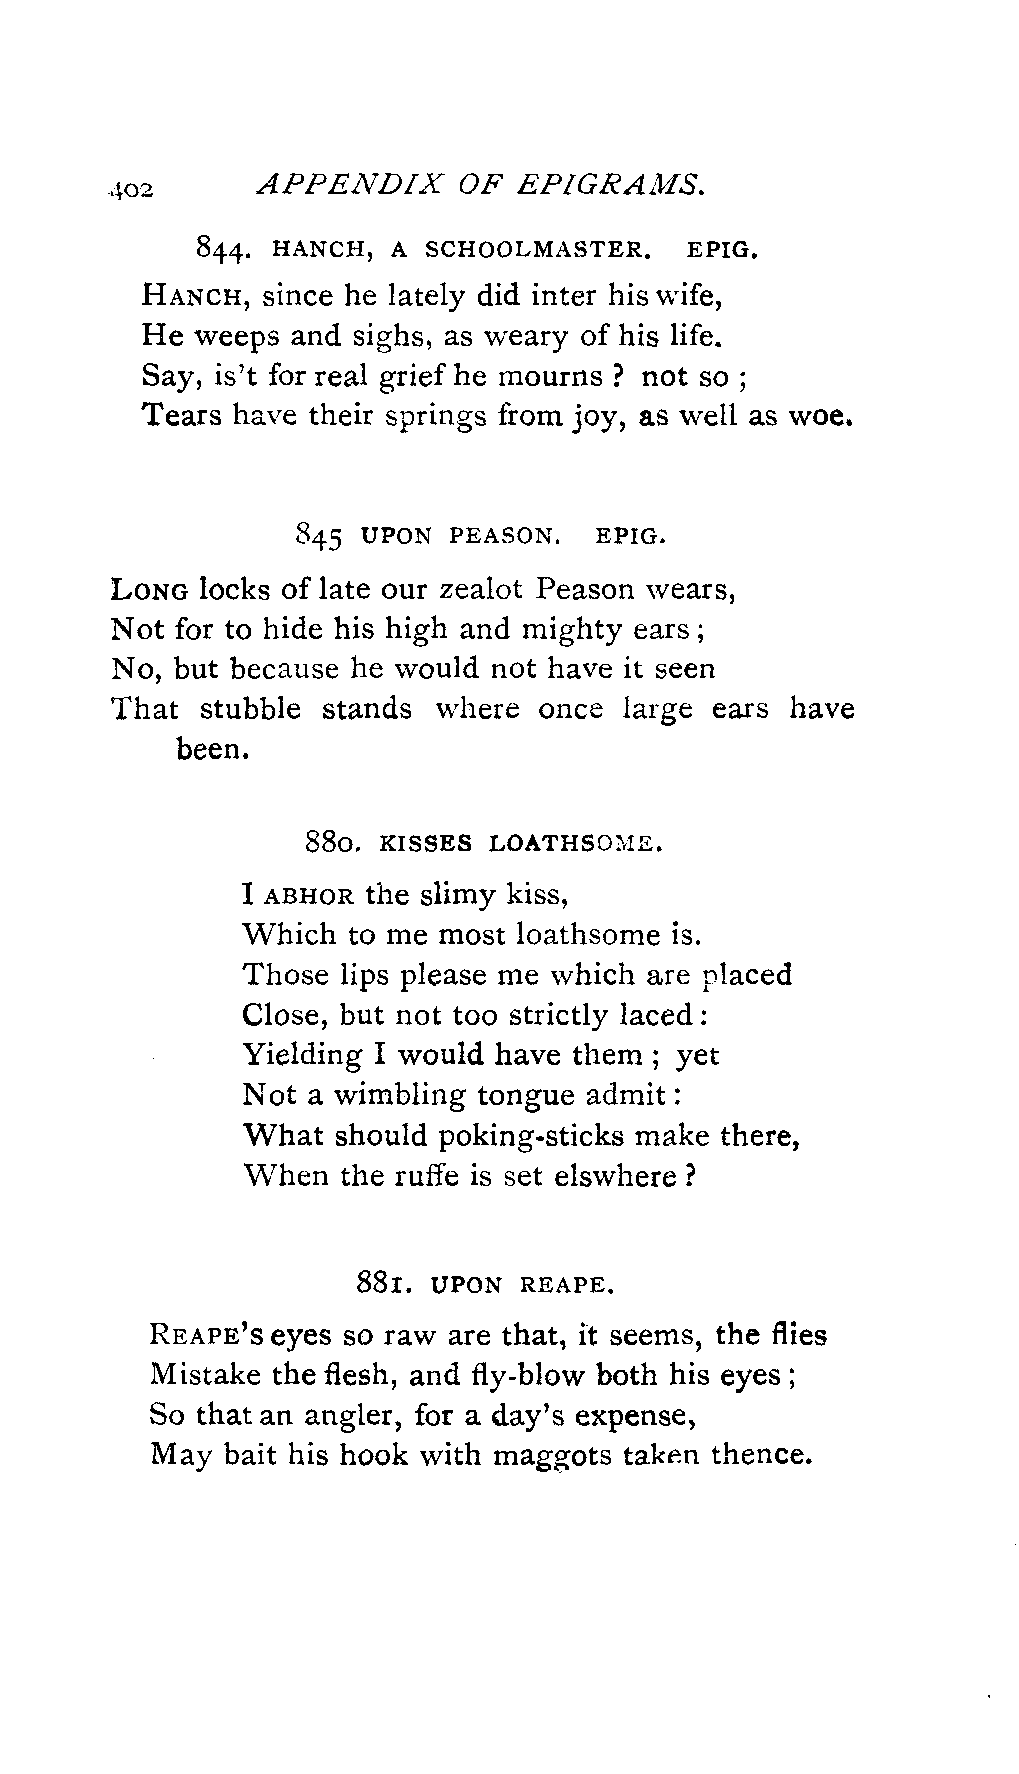 402 APPENDIX OF EPIGRAMS.
844. HANCH, A SCHOOLMASTER. EPIG.
HANCH, since he lately did inter his wife,
He weeps and sighs, as weary of his life.
Say, is't for real grief he mourns ? not so ;
Tears have their springs from joy, as well as woe.
845 UPON PEASON. EPIG.
LONG locks of late our zealot Peason wears,
Not for to hide his high and mighty ears ;
No, but because he would not have it seen
That stubble stands where once large ears have
been.
880. KISSES LOATHSOME.
I ABHOR the slimy kiss,
Which to me most loathsome is.
Those lips please me which are placed
Close, but not too strictly laced :
Yielding I would have them ; yet
Not a wimbling tongue admit :
What should poking-sticks make there,
When the ruffe is set elswhere ?
881. UPON REAPE.
REAPE's eyes so raw are that, it seems, the flies
Mistake the flesh, and fly-blow both his eyes ;
So that an angler, for a day's expense,
May bait his hook with maggots taken thence.